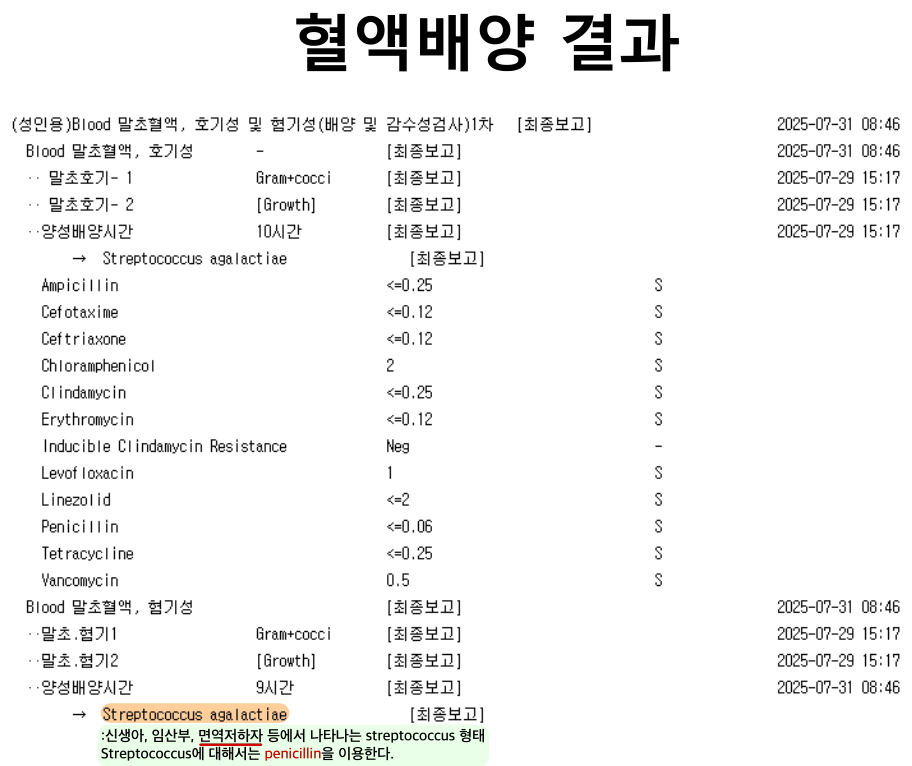 혈액배양 결과
(성인용)Blood 말초혈액, 호기성 및 혐기성(배양 및 감수성검사)1차 [최종보고] 2025-07-31 08:46
Blood 말초혈액, 호기성 - [최종보고] 2025-07-31 08:46
·· 말초호기- 1 Gram+cocci [최종보고] 2025-07-29 15:17
·· 말초호기- 2 [Growth] [최종보고] 2025-07-29 15:17
··양성배양시간 10시간 [최종보고] 2025-07-29 15:17
→ Streptococcus agalactiae [최종보고]
Ampicillin <=0.25 S
Cefotaxime <=0.12 S
Ceftriaxone <=0.12 S
Chloramphenicol 2 S
Clindamycin <=0.25 S
Erythromycin <=0.12 S
Inducible Clindamycin Resistance Neg -
Levofloxacin 1 S
Linezolid <=2 S
Penicillin <=0.06 S
Tetracycline <=0.25 S
Vancomycin 0.5 S
Blood 말초혈액, 혐기성 [최종보고] 2025-07-31 08:46
··말초.혐기1 Gram+cocci [최종보고] 2025-07-29 15:17
··말초.혐기2 [Growth] [최종보고] 2025-07-29 15:17
··양성배양시간 9시간 [최종보고] 2025-07-31 08:46
→ Streptococcus agalactiae [최종보고]
:신생아, 임산부, 면역저하자 등에서 나타나는 streptococcus 형태
Streptococcus에 대해서는 penicillin을 이용한다.